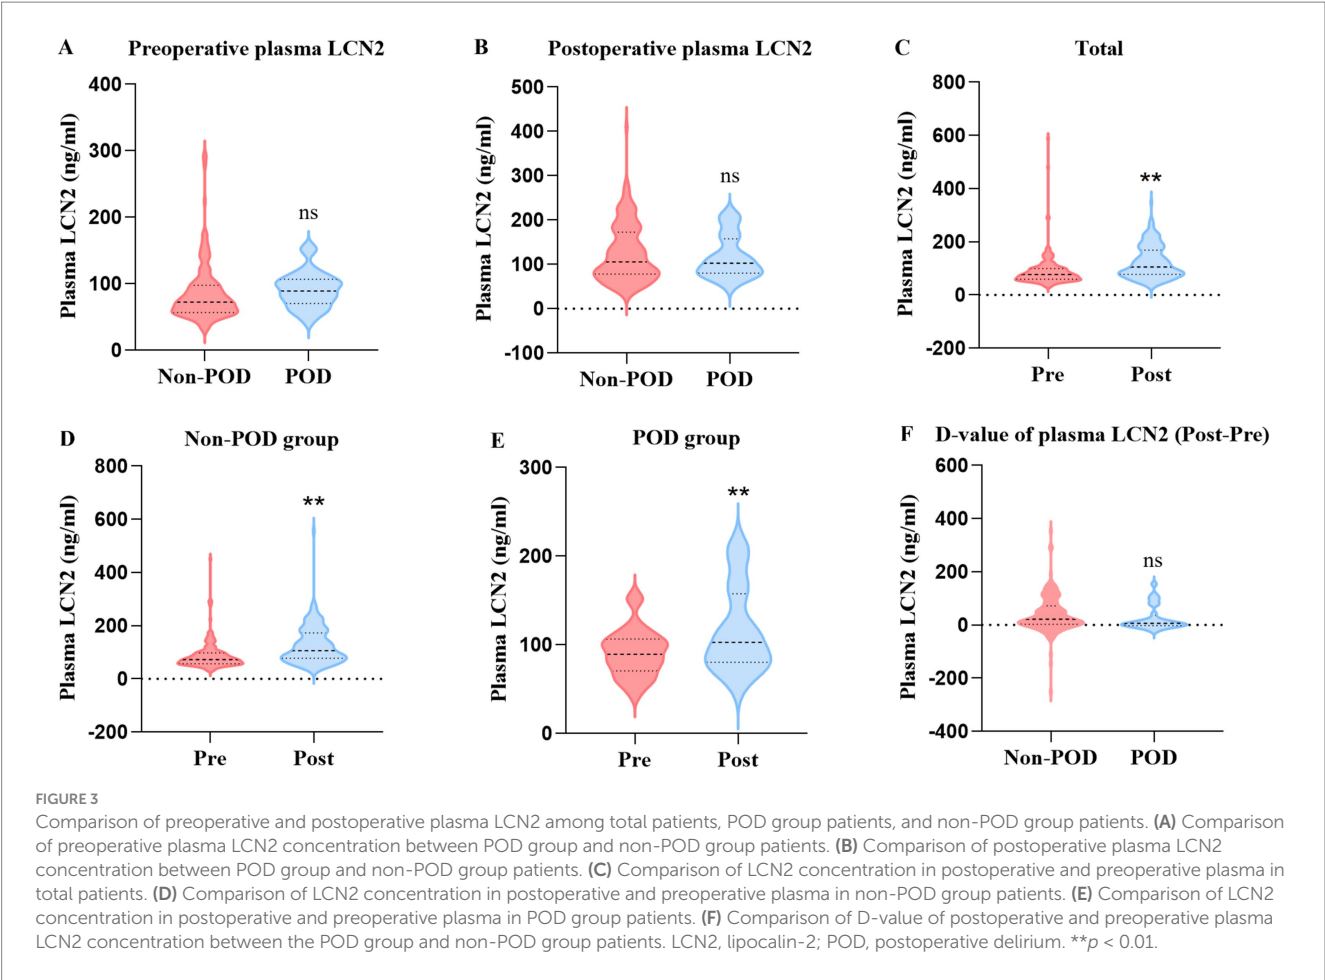 A Preoperative plasma LCN2
Plasma LCN2 (ng/ml)
400
300
200
100
0
ns
Non-POD POD
B Postoperative plasma LCN2
Plasma LCN2 (ng/ml)
500
400
300
200
100
0
-100
ns
Non-POD POD
C Total
Plasma LCN2 (ng/ml)
800
600
400
200
0
-200
**
Pre Post
D Non-POD group
Plasma LCN2 (ng/ml)
800
600
400
200
0
-200
**
Pre Post
E POD group
Plasma LCN2 (ng/ml)
300
200
100
0
**
Pre Post
F D-value of plasma LCN2 (Post-Pre)
Plasma LCN2 (ng/ml)
600
400
200
0
-200
-400
ns
Non-POD POD
FIGURE 3
Comparison of preoperative and postoperative plasma LCN2 among total patients, POD group patients, and non-POD group patients. (A) Comparison
of preoperative plasma LCN2 concentration between POD group and non-POD group patients. (B) Comparison of postoperative plasma LCN2
concentration between POD group and non-POD group patients. (C) Comparison of LCN2 concentration in postoperative and preoperative plasma in
total patients. (D) Comparison of LCN2 concentration in postoperative and preoperative plasma in non-POD group patients. (E) Comparison of LCN2
concentration in postoperative and preoperative plasma in POD group patients. (F) Comparison of D-value of postoperative and preoperative plasma
LCN2 concentration between the POD group and non-POD group patients. LCN2, lipocalin-2; POD, postoperative delirium. **p < 0.01.